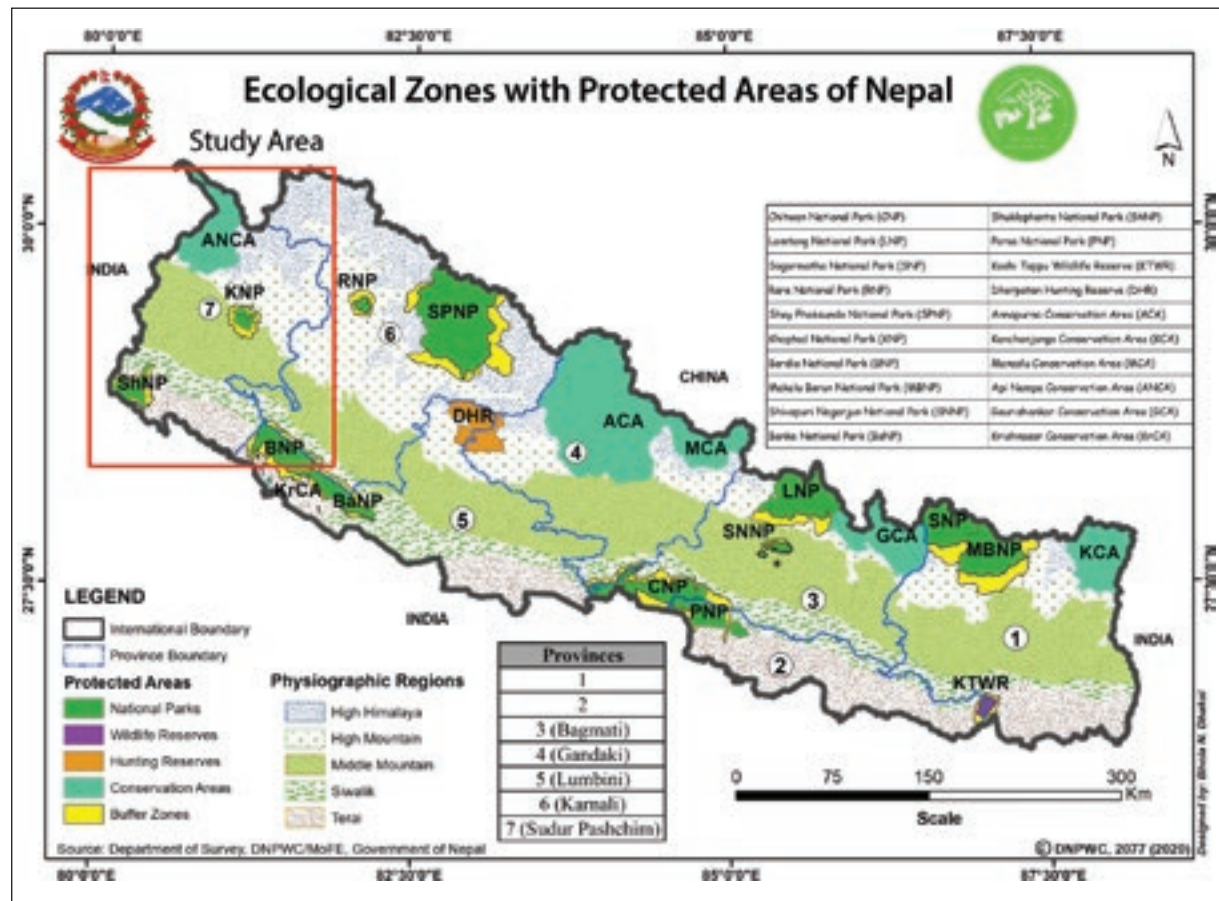 80°0'0"E 82°30'0"E 85°0'0"E 87°30'0"E
Ecological Zones with Protected Areas of Nepal
Study Area
N
30°0'0"N
Chitwan National Park (CNP) Shuklaphanta National Park (ShNP)
Langtang National Park (LNP) Parsa National Park (PNP)
Sagarmatha National Park (SNP) Koshi Tappu Wildlife Reserve (KTWR)
Rara National Park (RNP) Dhorpatan Hunting Reserve (DHR)
Shey Phoksundo National Park (SPNP) Annapurna Conservation Area (ACA)
Khaptad National Park (KNP) Kanchanjunga Conservation Area (KCA)
Bardia National Park (BNP) Manaslu Conservation Area (MCA)
Makalu Barun National Park (MBNP) Api Nampa Conservation Area (ANCA)
Shivapuri Nagarjun National Park (SNNP) Gaurishankar Conservation Area (GCA)
Banke National Park (BaNP) Krishnasar Conservation Area (KrCA)
ANCA
INDIA
KNP
7
RNP
6
SPNP
ShNP
CHINA
DHR
ACA
4
MCA
BNP
KrCA
BaNP
5
LNP
SNNP
GCA
SNP
MBNP
KCA
27°30'0"N
27°30'0"N
CNP
PNP
3
INDIA
1
INDIA
2
KTWR
LEGEND
International Boundary
Province Boundary
Protected Areas
National Parks
Wildlife Reserves
Hunting Reserves
Conservation Areas
Buffer Zones
Physiographic Regions
High Himalaya
High Mountain
Middle Mountain
Siwalik
Terai
Provinces
1
2
3 (Bagmati)
4 (Gandaki)
5 (Lumbini)
6 (Karnali)
7 (Sudur Pashchim)
0 75 150 300
Km
Scale
Source: Department of Survey, DNPWC/MoFE, Government of Nepal
© DNPWC, 2077 (2020)
80°0'0"E 82°30'0"E 85°0'0"E 87°30'0"E